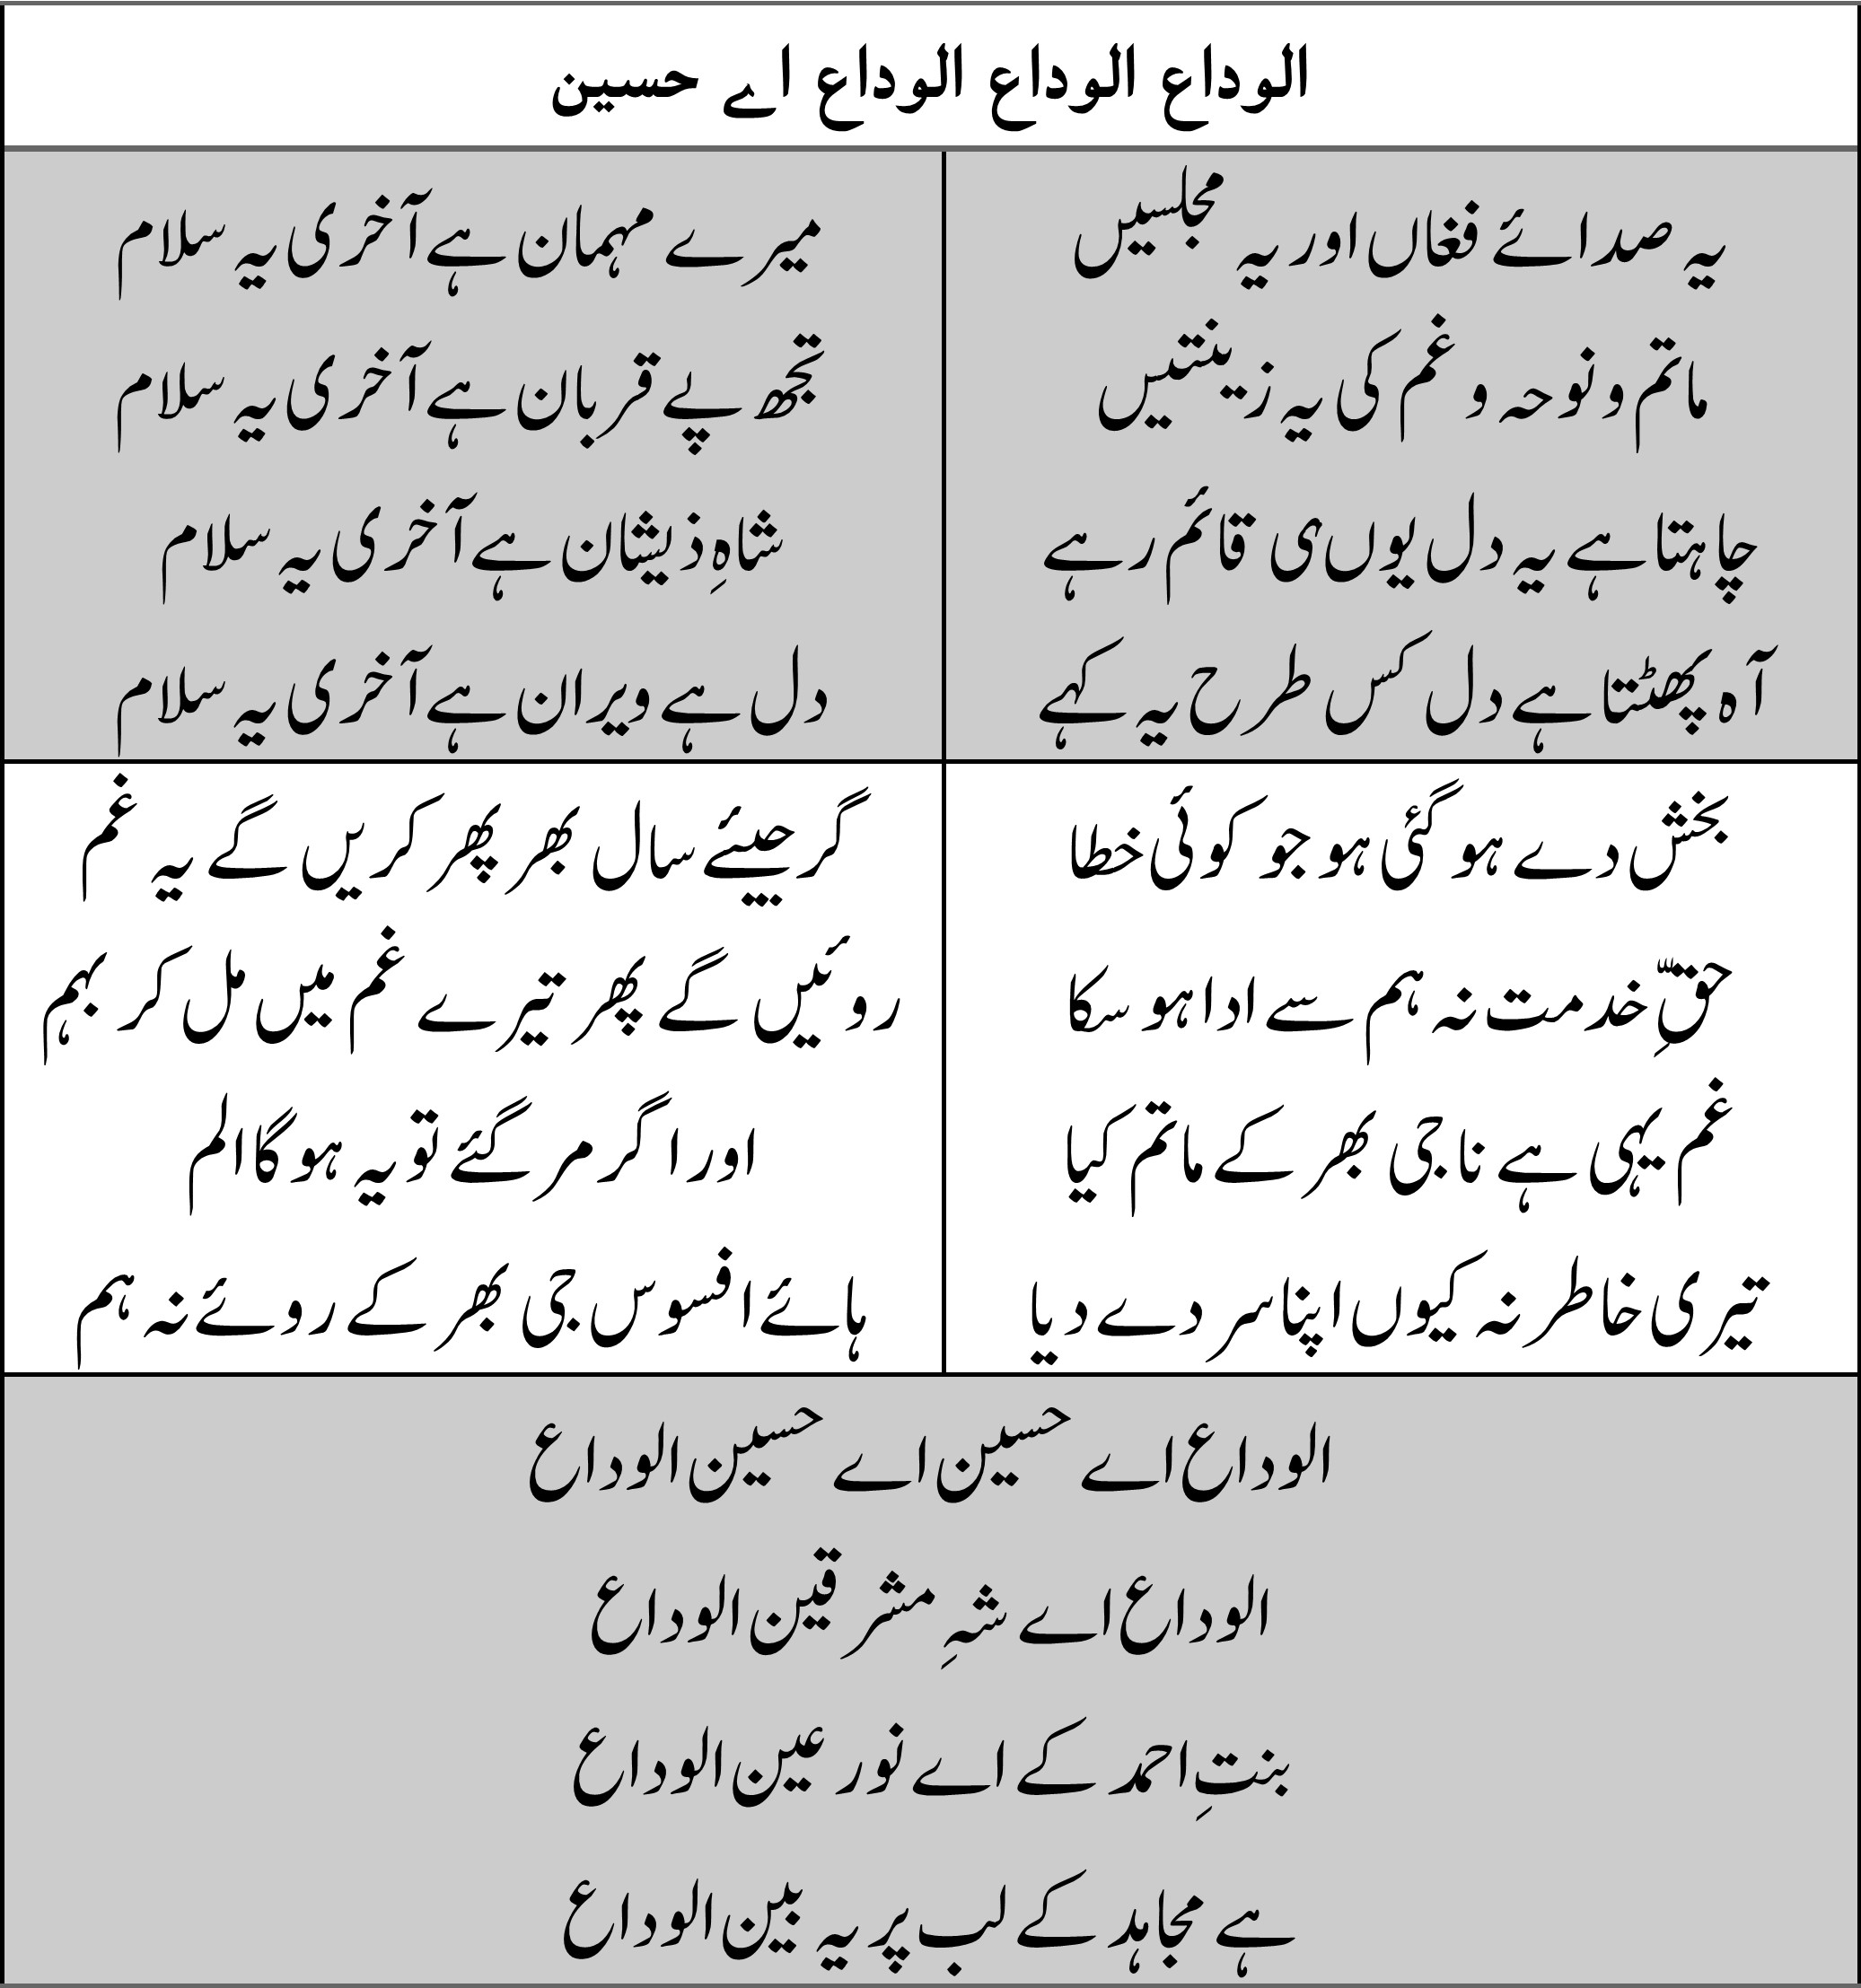 الوداع الوداع الوداع اے حسین
یہ صدائے فغاں اور یہ مجلسیں
ماتم و نوحہ و غم کی یہ زینتیں
چاہتا ہے یہ دل یوں ہی قائم رہے
آہ پھٹتا ہے دل کس طرح یہ کہے
میرے مہمان ہے آخری یہ سلام
تجھ پے قربان ہے آخری یہ سلام
شاہِ ذیشان ہے آخری یہ سلام
دل ہے ویران ہے آخری یہ سلام
بخش دے ہو گئ ہو جو کوئی خطا
حقِّ خدمت نہ ہم سے ادا ہو سکا
غم یہی ہے نا جی بھر کے ماتم کیا
تیری خاطر نہ کیوں اپنا سر دے دیا
گر جیئے سال بھر پھر کریں گے یہ غم
روئیں گے پھر تیرے غم میں مل کر بہم
اور اگر مر گئے تو یہ ہو گا الم
ہائے افسوس جی بھر کے روئے نہ ہم
الوداع اے حسین اے حسین الوداع
الوداع اے شہِ مشرقین الوداع
بنتِ احمد کے اے نور عین الوداع
ہے مجاہد کے لب پر یہ بین الوداع